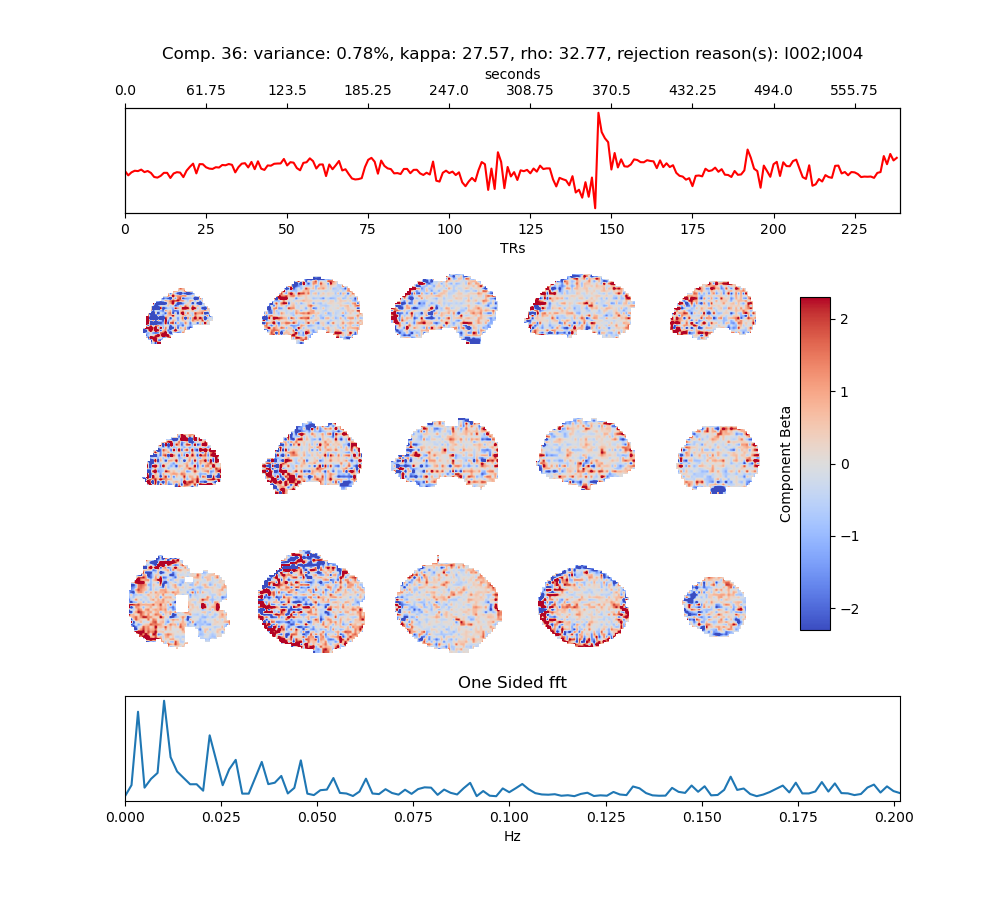 Comp. 36: variance: 0.78%, kappa: 27.57, rho: 32.77, rejection reason(s): I002;I004
seconds
0.0 61.75 123.5 185.25 247.0 308.75 370.5 432.25 494.0 555.75
0 25 50 75 100 125 150 175 200 225
TRs
2
1
0
−1
−2
Component Beta
One Sided fft
0.000 0.025 0.050 0.075 0.100 0.125 0.150 0.175 0.200
Hz